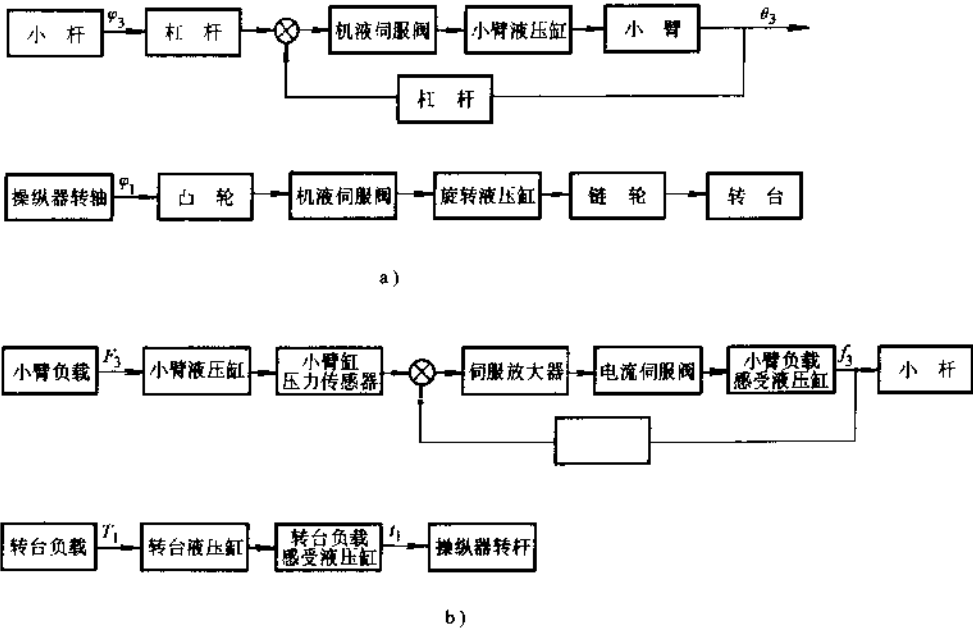 小杆 φ3 杠杆 机液伺服阀 小臂液压缸 小臂 θ3
杠杆
操纵器转轴 φ1 凸轮 机液伺服阀 旋转液压缸 链轮 转台
a)
小臂负载 F3 小臂液压缸 小臂缸 伺服放大器 电流伺服阀 小臂负载 f3 小杆
压力传感器 感受液压缸
转台负载 T1 转台液压缸 转台负载 t1 操纵器转杆
感受液压缸
b)